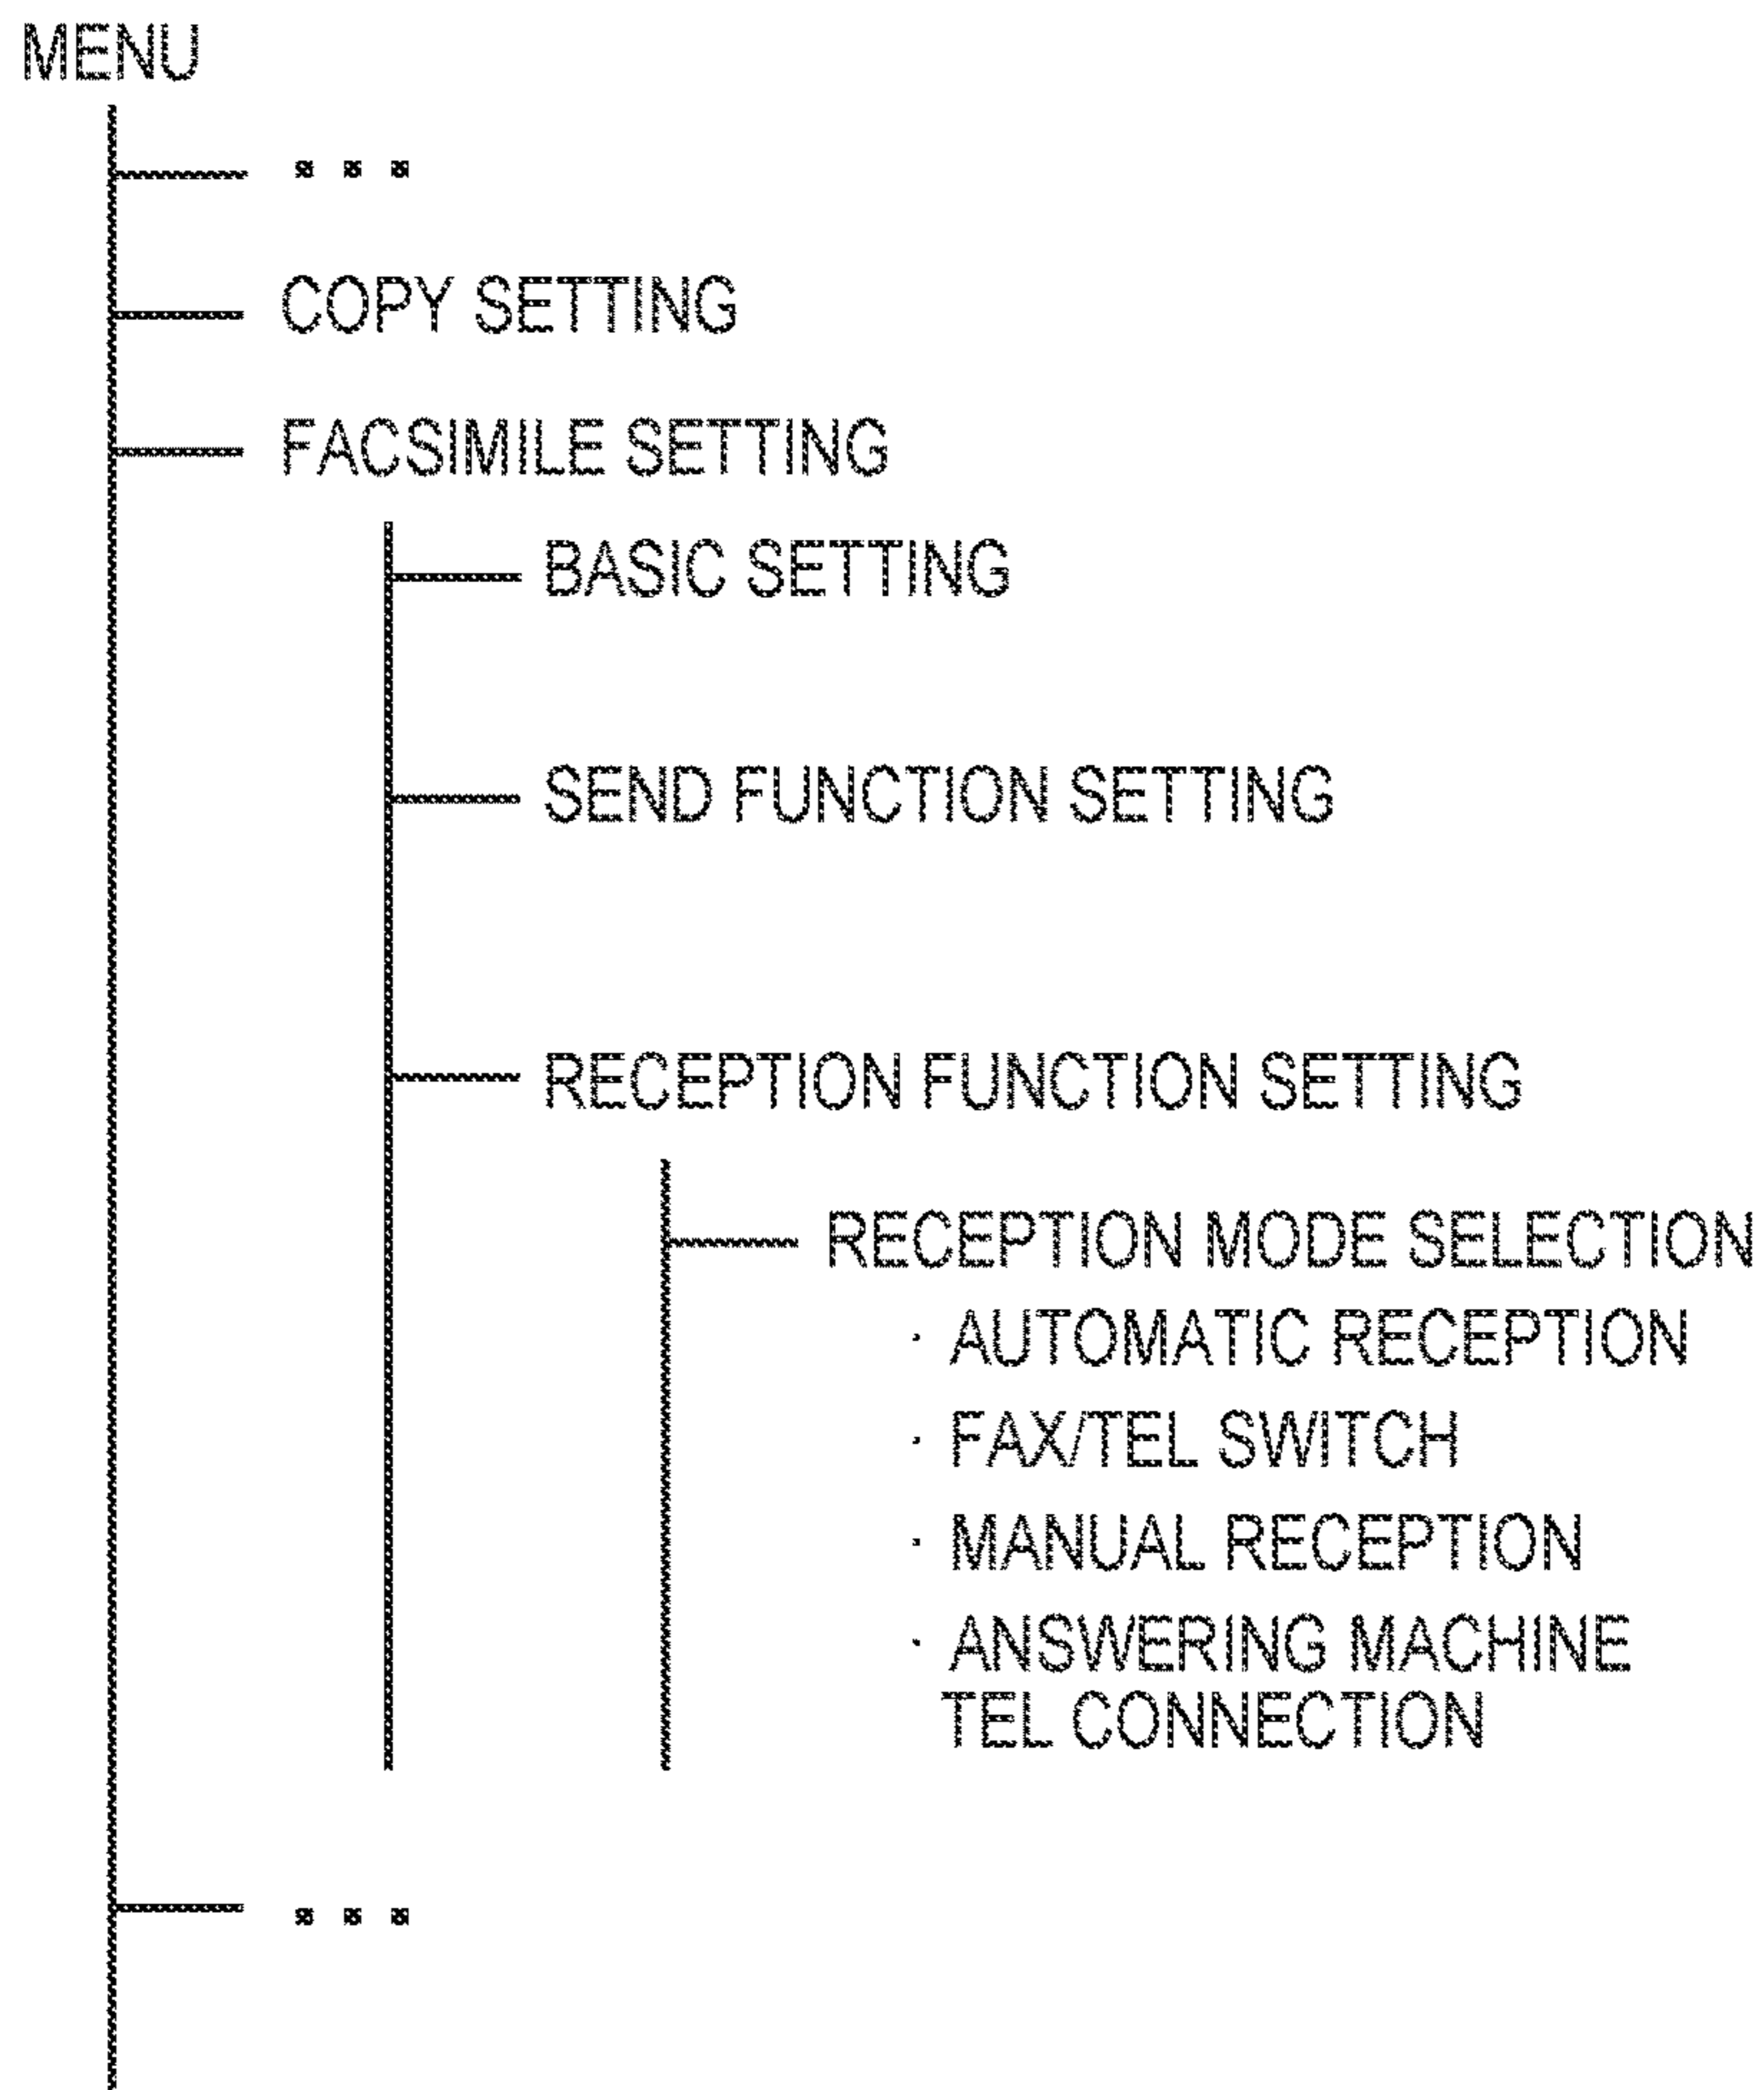 MENU
...
COPY SETTING
FACSIMILE SETTING
BASIC SETTING
SEND FUNCTION SETTING
RECEPTION FUNCTION SETTING
RECEPTION MODE SELECTION
· AUTOMATIC RECEPTION
· FAX/TEL SWITCH
· MANUAL RECEPTION
· ANSWERING MACHINE
TEL CONNECTION
...